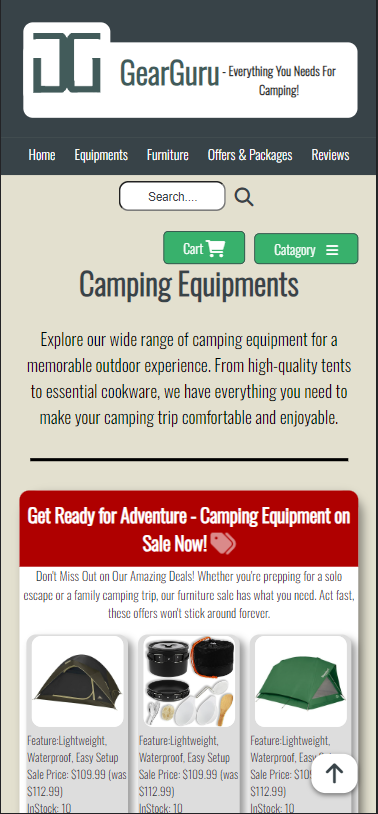 GearGuru - Everything You Needs For
Camping!
Home Equipments Furniture Offers & Packages Reviews
Search....
Cart Catagory
Camping Equipments
Explore our wide range of camping equipment for a
memorable outdoor experience. From high-quality tents
to essential cookware, we have everything you need to
make your camping trip comfortable and enjoyable.
Get Ready for Adventure - Camping Equipment on
Sale Now!
Don't Miss Out on Our Amazing Deals! Whether you're prepping for a solo
escape or a family camping trip, our furniture sale has what you need. Act fast,
these offers won't stick around forever.
Feature:Lightweight,
Waterproof, Easy Setup
Sale Price: $109.99 (was
$112.99)
InStock: 10
Feature:Lightweight,
Waterproof, Easy Setup
Sale Price: $109.99 (was
$112.99)
InStock: 10
Feature:Lightweight,
Waterproof, Easy
Sale Price: $109
$112.99)
InStock: 10